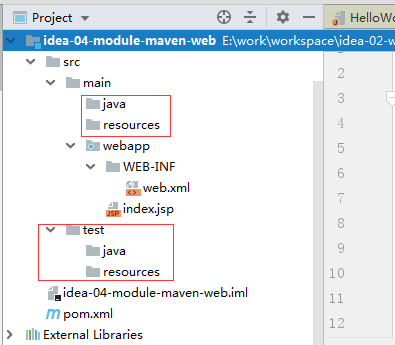 Project
HelloWo
idea-04-module-maven-web E:\work\workspace\idea-02-w
src
main
java
resources
webapp
WEB-INF
web.xml
JSP index.jsp
test
java
resources
idea-04-module-maven-web.iml
m pom.xml
External Libraries
1
2
3
4
5
6
7
8
9
10
11
12